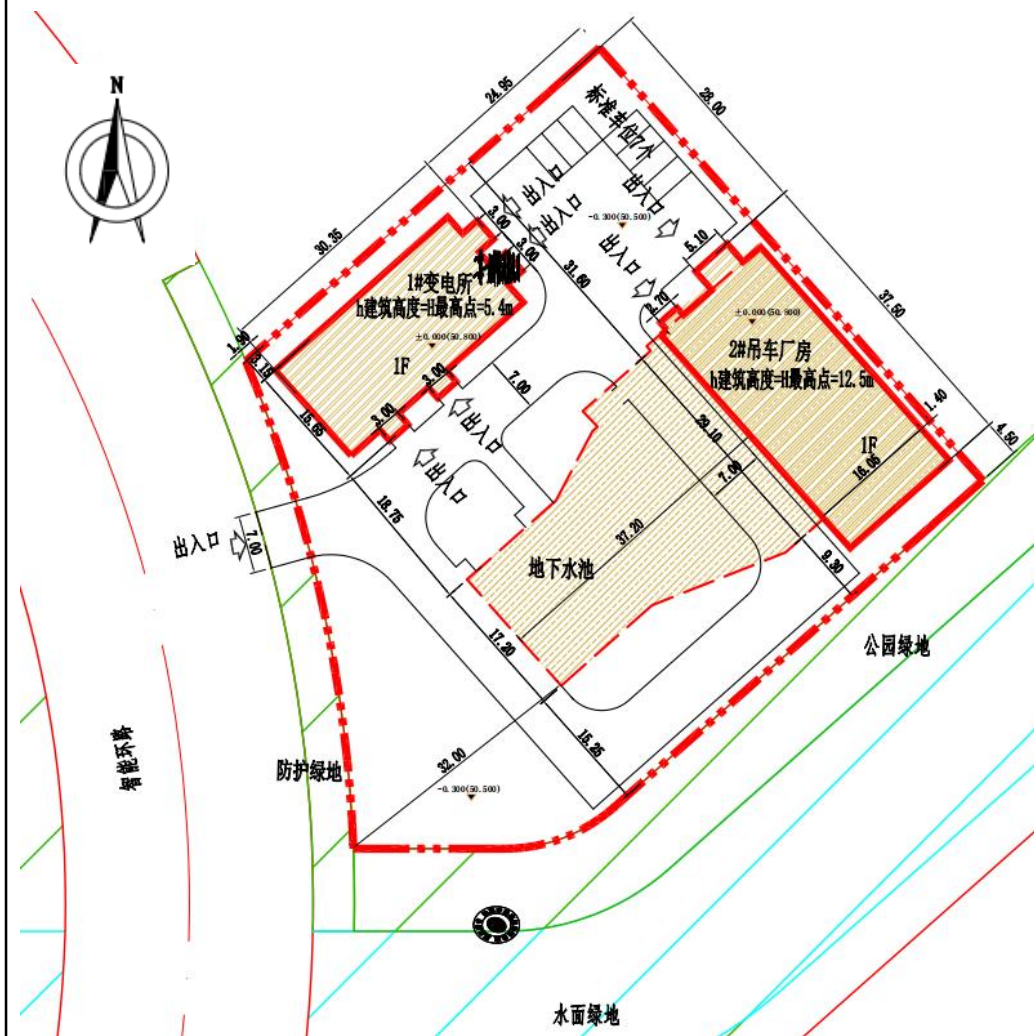 N
24.95
28.00
标准车位7个
出入口
出入口
3.00
3.00
出入口
-0.300(50.500)
出入口
30.35
31.60
5.10
2.70
1#变电所
h建筑高度=H最高点=5.4m
±0.000(50.800)
1F
37.50
±0.000(50.800)
2#吊车厂房
h建筑高度=H最高点=12.5m
1F
1.90
3.15
3.00
3.00
15.65
7.00
出入口
出入口
29.10
7.00
1.40
4.50
16.05
18.75
出入口
7.00
37.20
地下水池
9.30
17.20
公园绿地
15.25
32.00
智能环路
防护绿地
-0.300(50.500)
水面绿地